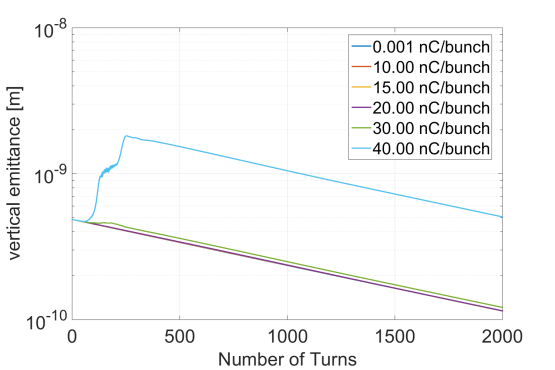 10^-8
0.001 nC/bunch
10.00 nC/bunch
15.00 nC/bunch
20.00 nC/bunch
30.00 nC/bunch
40.00 nC/bunch
vertical emittance [m]
10^-9
10^-10
0 500 1000 1500 2000
Number of Turns